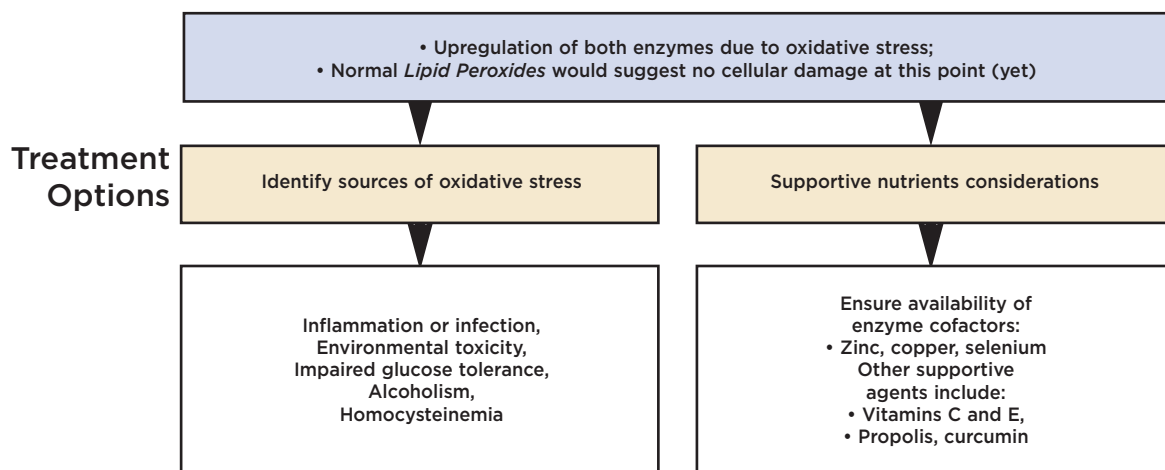 • Upregulation of both enzymes due to oxidative stress;
• Normal Lipid Peroxides would suggest no cellular damage at this point (yet)
Treatment
Options
Identify sources of oxidative stress
Supportive nutrients considerations
Inflammation or infection,
Environmental toxicity,
Impaired glucose tolerance,
Alcoholism,
Homocysteinemia
Ensure availability of
enzyme cofactors:
• Zinc, copper, selenium
Other supportive
agents include:
• Vitamins C and E,
• Propolis, curcumin